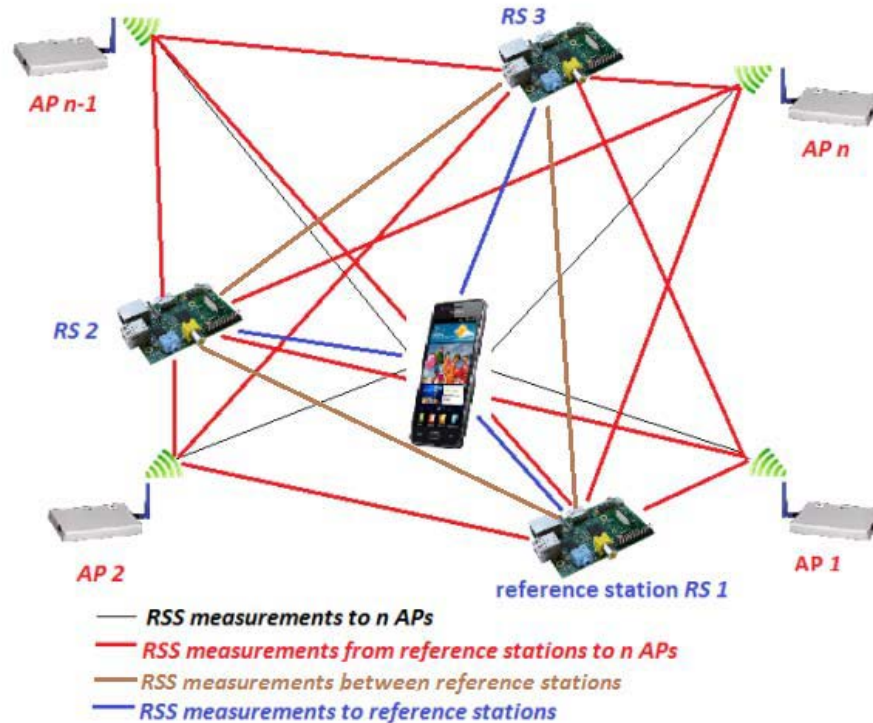 RS 3
AP n-1
AP n
RS 2
AP 2
AP 1
reference station RS 1
RSS measurements to n APs
RSS measurements from reference stations to n APs
RSS measurements between reference stations
RSS measurements to reference stations